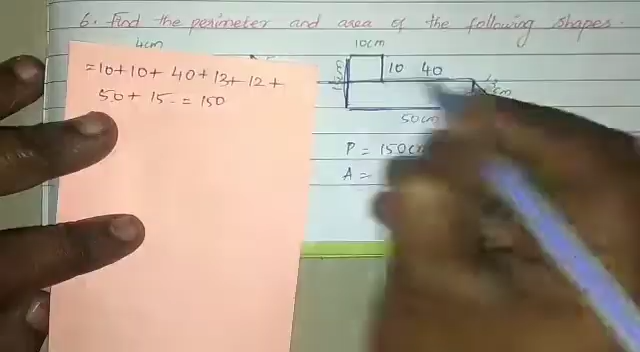 6. Find the perimeter and area of the following shapes.
4cm
10cm
10 40
50cm
P = 150cm
A =
=10+10+ 40+13+12+
50+ 15 = 150